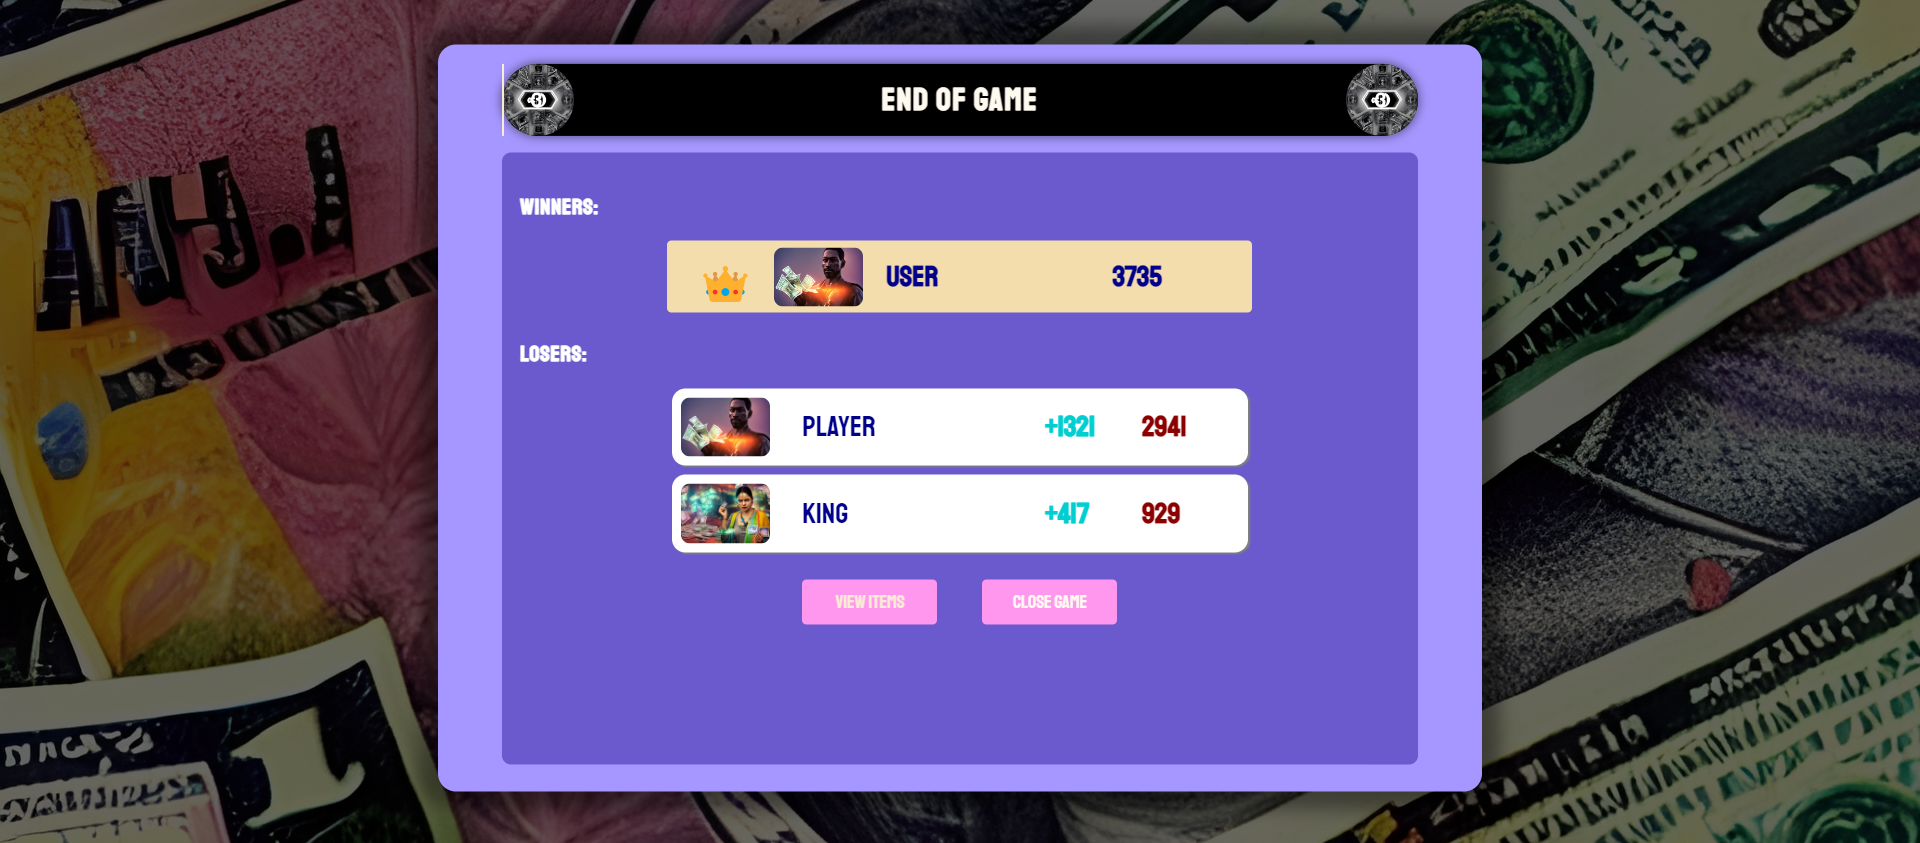 END OF GAME
WINNERS:
USER 3735
LOSERS:
PLAYER +1321 2941
KING +417 929
VIEW ITEMS CLOSE GAME